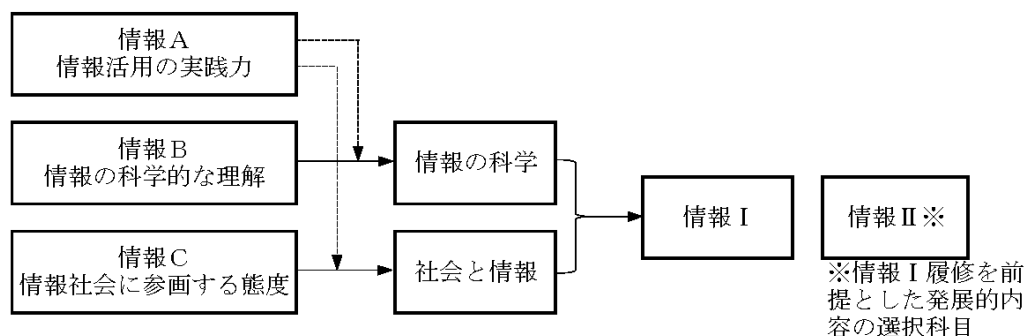 情報A
情報活用の実践力
情報B
情報の科学的な理解
情報C
情報社会に参画する態度
情報の科学
社会と情報
情報Ⅰ
情報Ⅱ※
※情報Ⅰ履修を前
提とした発展的内
容の選択科目